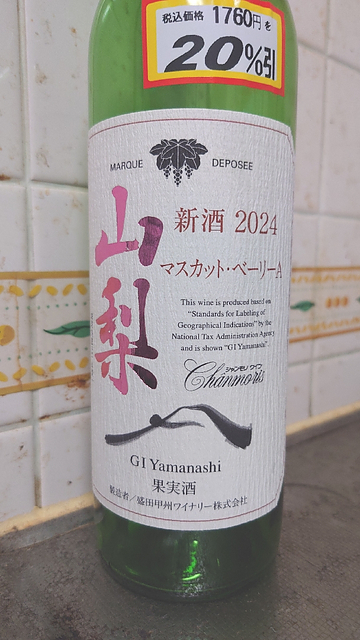 税込価格 1760円を
20%引
MARQUE DEPOSEE
山梨
新酒 2024
マスカット・ベーリーA
This wine is produced based on
"Standards for Labeling of
Geographical Indications" by the
National Tax Administration Agency
and is shown "GI Yamanashi".
シャンモリ ワイン
Chanmoris
GI Yamanashi
果実酒
製造者/盛田甲州ワイナリー株式会社